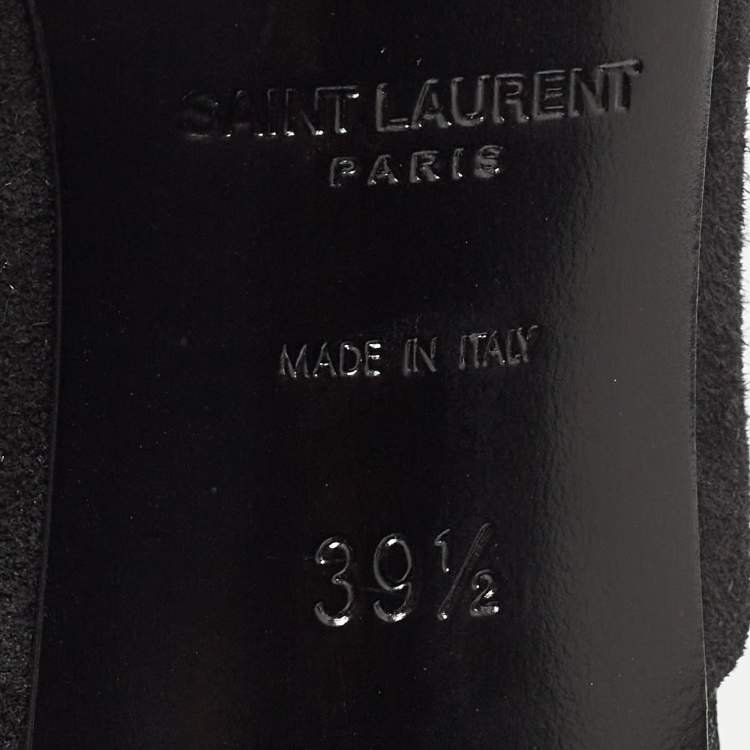 SAINT LAURENT
PARIS
MADE IN ITALY
39½